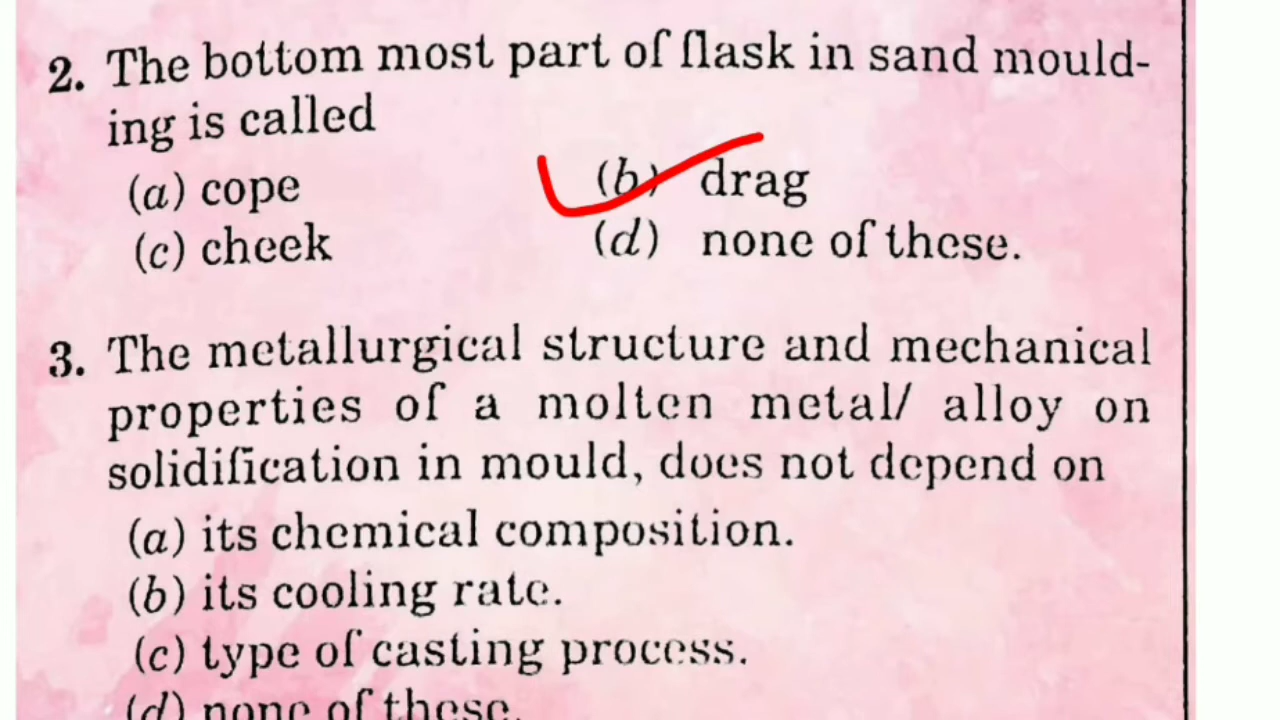 2. The bottom most part of flask in sand mould-
ing is called
(a) cope (b) drag
(c) cheek (d) none of these.
3. The metallurgical structure and mechanical
properties of a molten metal/ alloy on
solidification in mould, does not depend on
(a) its chemical composition.
(b) its cooling rate.
(c) type of casting process.
(d) none of these.